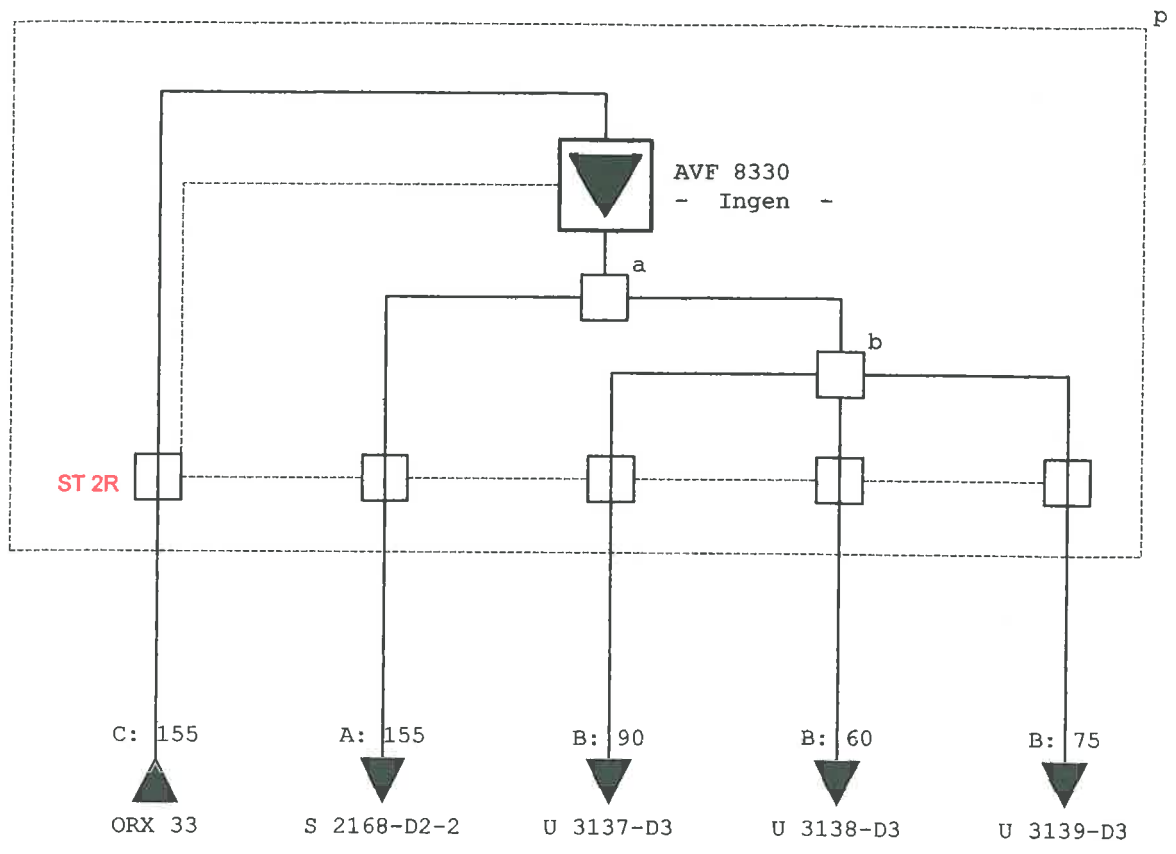 p
AVF 8330
- Ingen -
a
b
ST 2R
C: 155
A: 155
B: 90
B: 60
B: 75
ORX 33
S 2168-D2-2
U 3137-D3
U 3138-D3
U 3139-D3